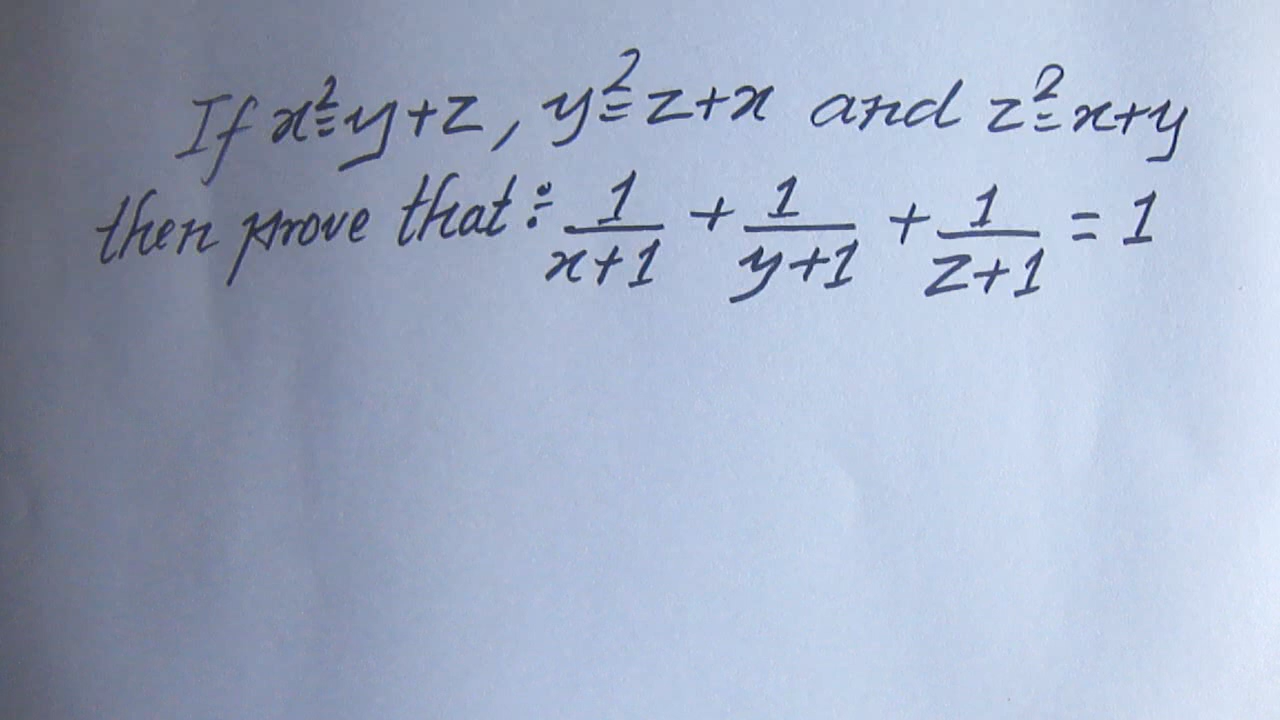 If x²=y+z, y²=z+x and z²=x+y
then prove that÷ 1/(x+1) + 1/(y+1) + 1/(z+1) = 1